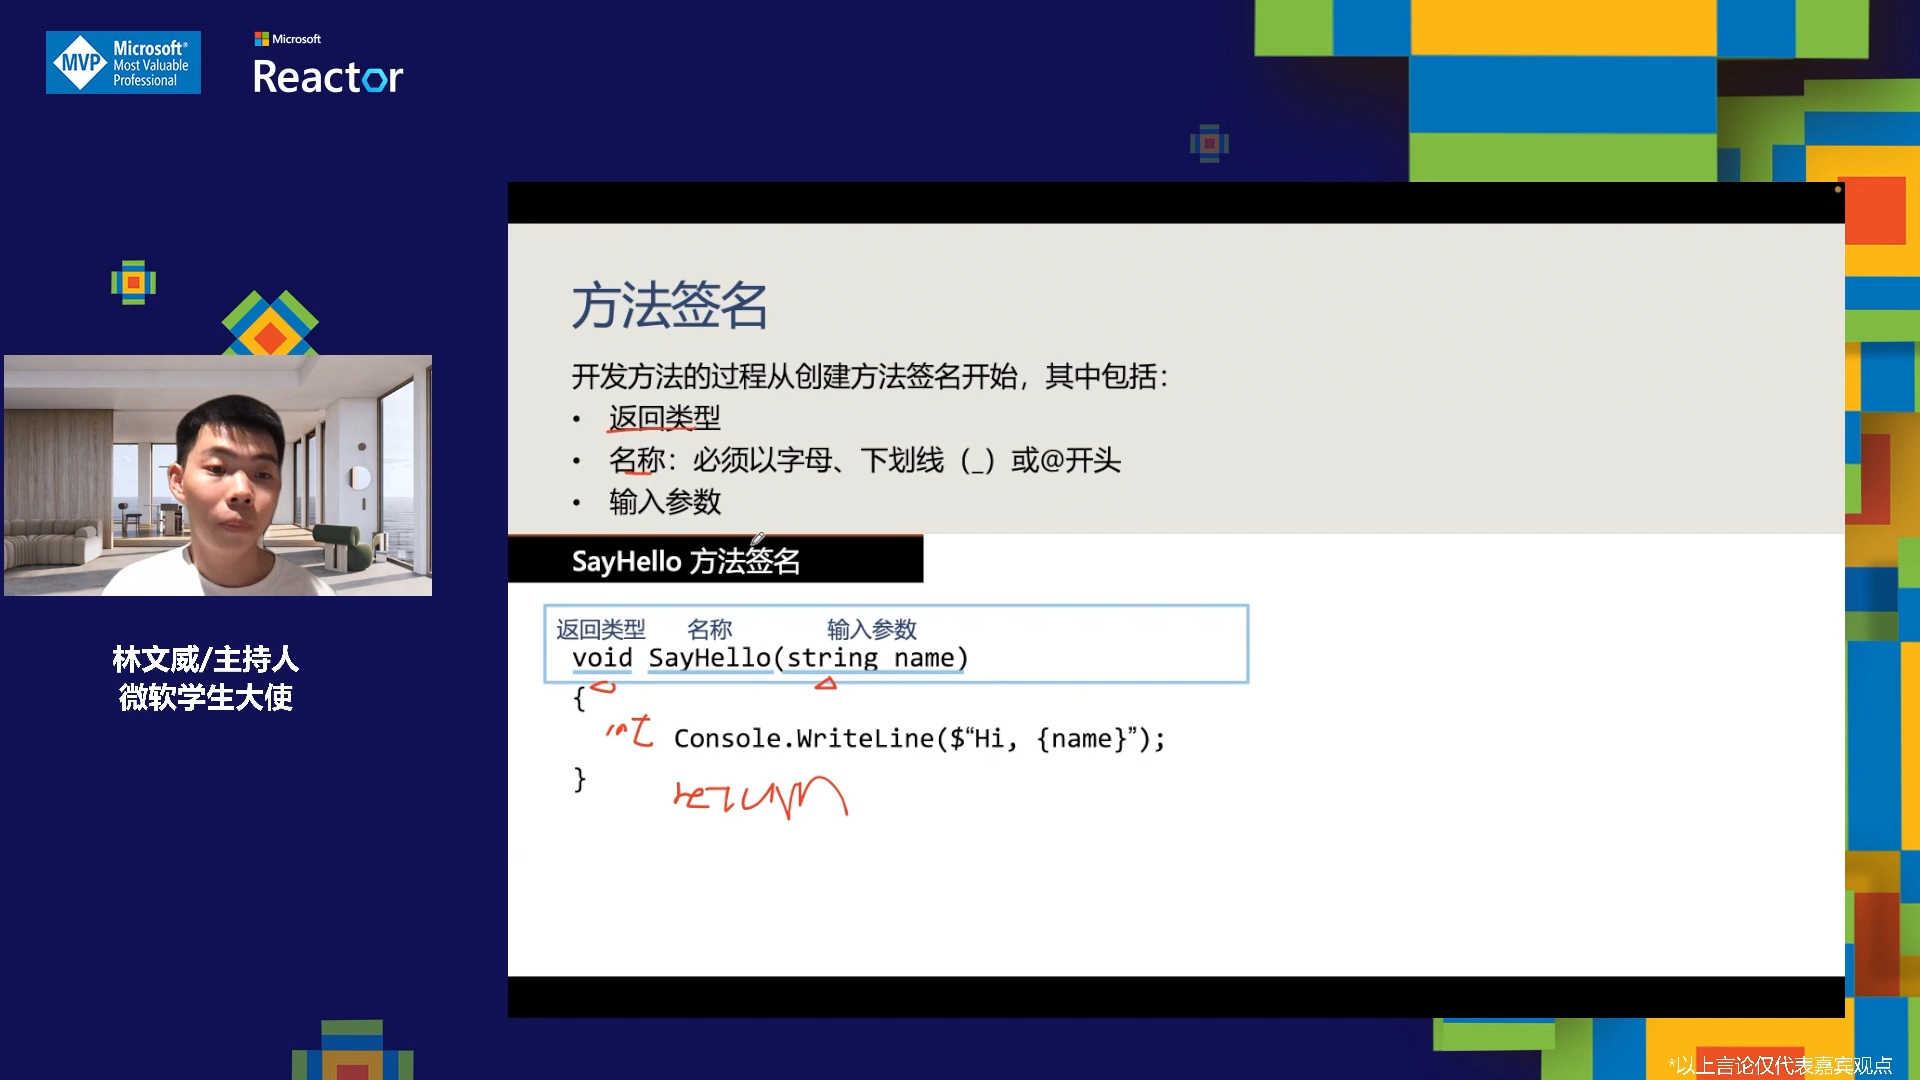 MVP
Microsoft®
Most Valuable
Professional
Microsoft
Reactor
方法签名
开发方法的过程从创建方法签名开始，其中包括：
• 返回类型
• 名称：必须以字母、下划线（_）或@开头
• 输入参数
SayHello 方法签名
返回类型 名称 输入参数
void SayHello(string name)
{
int
Console.WriteLine($“Hi, {name}”);
}
return
林文威/主持人
微软学生大使
*以上言论仅代表嘉宾观点